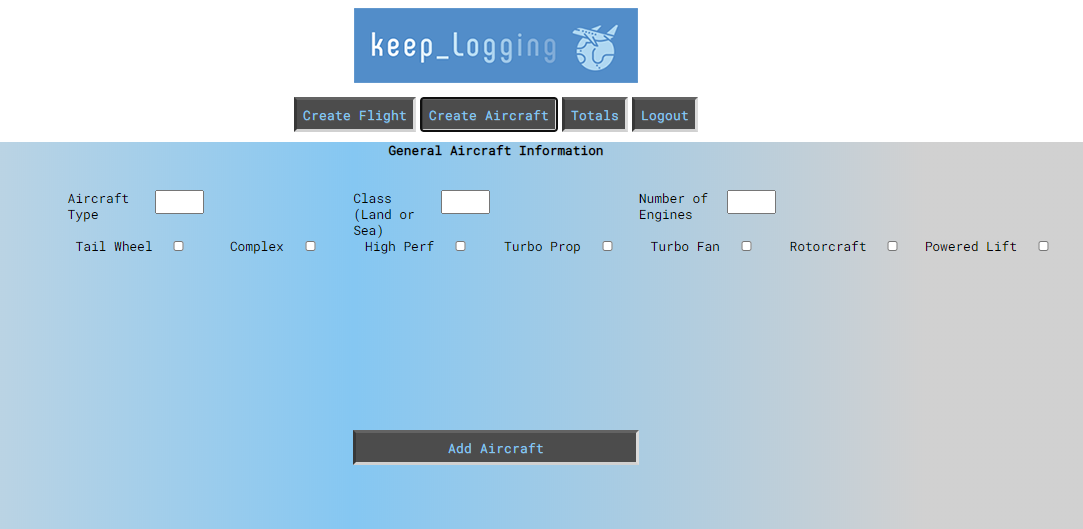 keep_logging
Create Flight Create Aircraft Totals Logout
General Aircraft Information
Aircraft
Type
Class
(Land or
Sea)
Number of
Engines
Tail Wheel Complex High Perf Turbo Prop Turbo Fan Rotorcraft Powered Lift
Add Aircraft